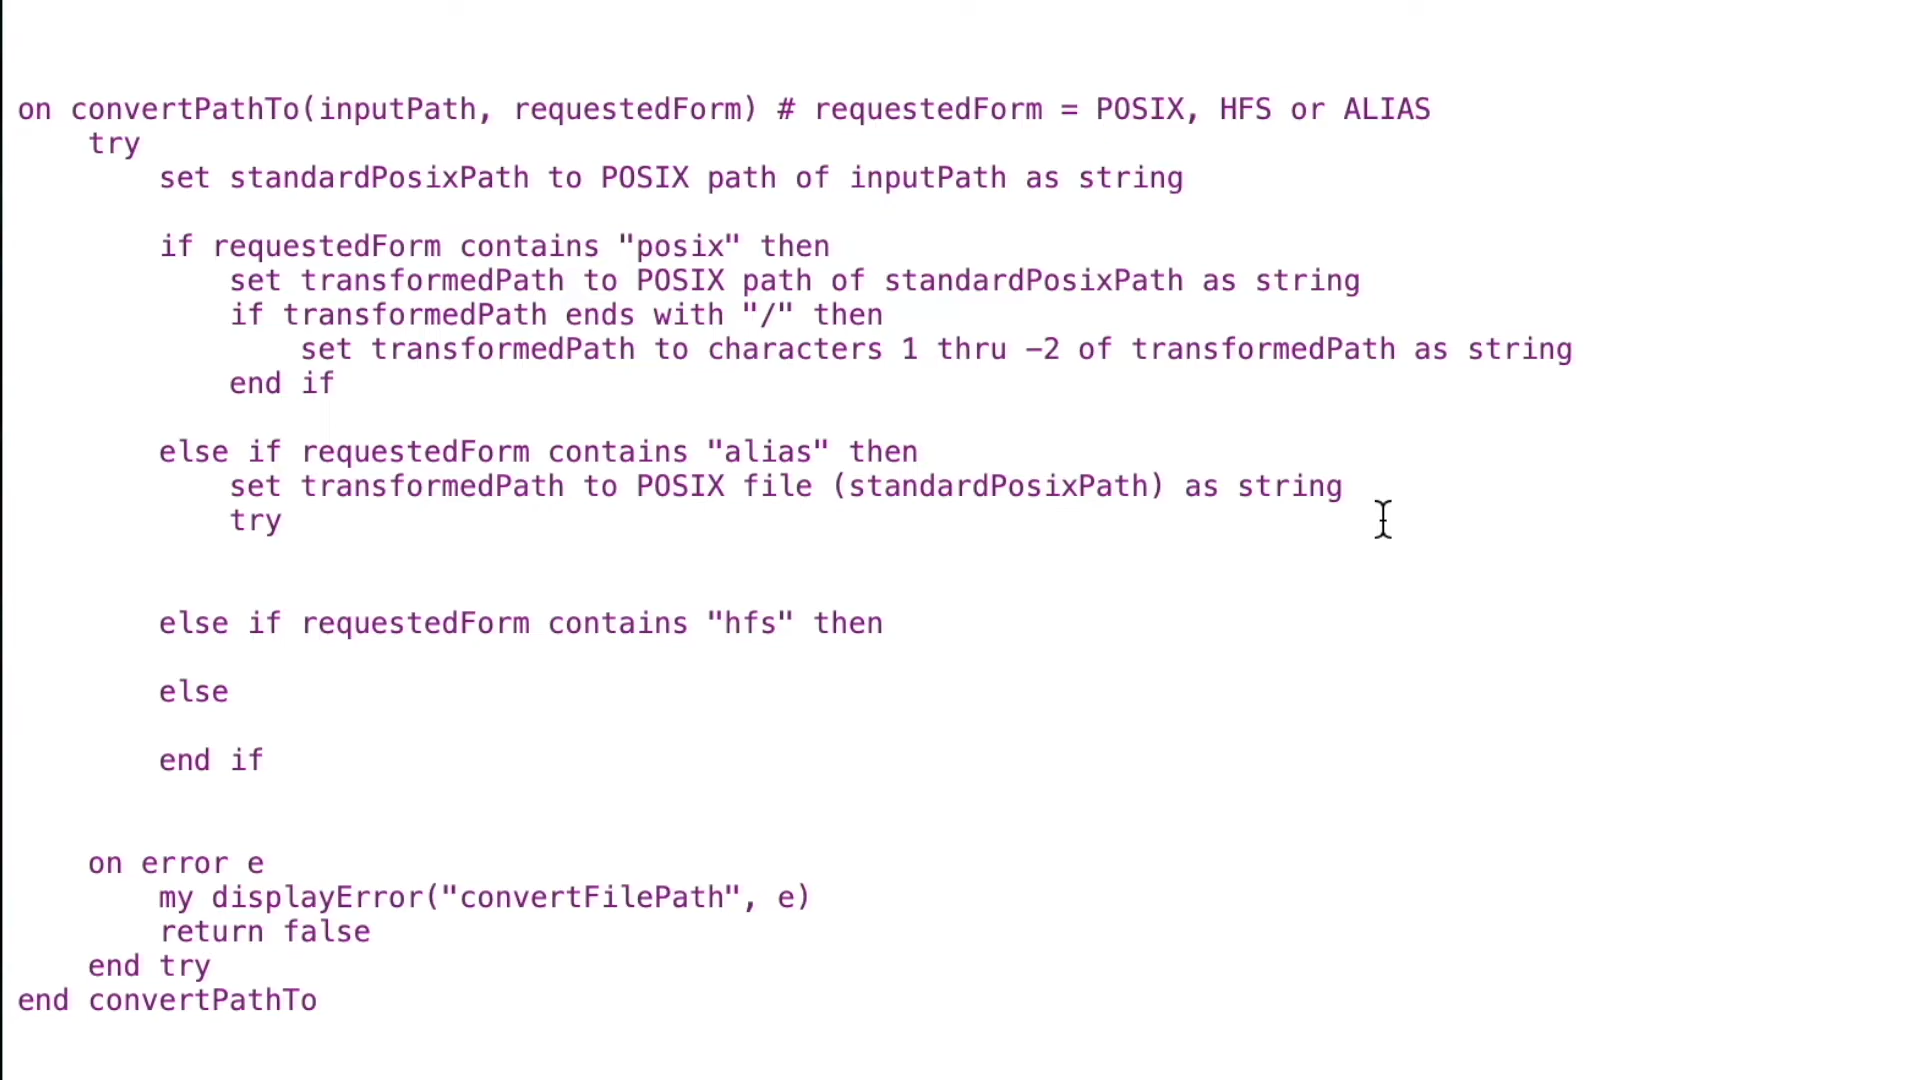 on convertPathTo(inputPath, requestedForm) # requestedForm = POSIX, HFS or ALIAS
try
set standardPosixPath to POSIX path of inputPath as string
if requestedForm contains "posix" then
set transformedPath to POSIX path of standardPosixPath as string
if transformedPath ends with "/" then
set transformedPath to characters 1 thru -2 of transformedPath as string
end if
else if requestedForm contains "alias" then
set transformedPath to POSIX file (standardPosixPath) as string
try
else if requestedForm contains "hfs" then
else
end if
on error e
my displayError("convertFilePath", e)
return false
end try
end convertPathTo